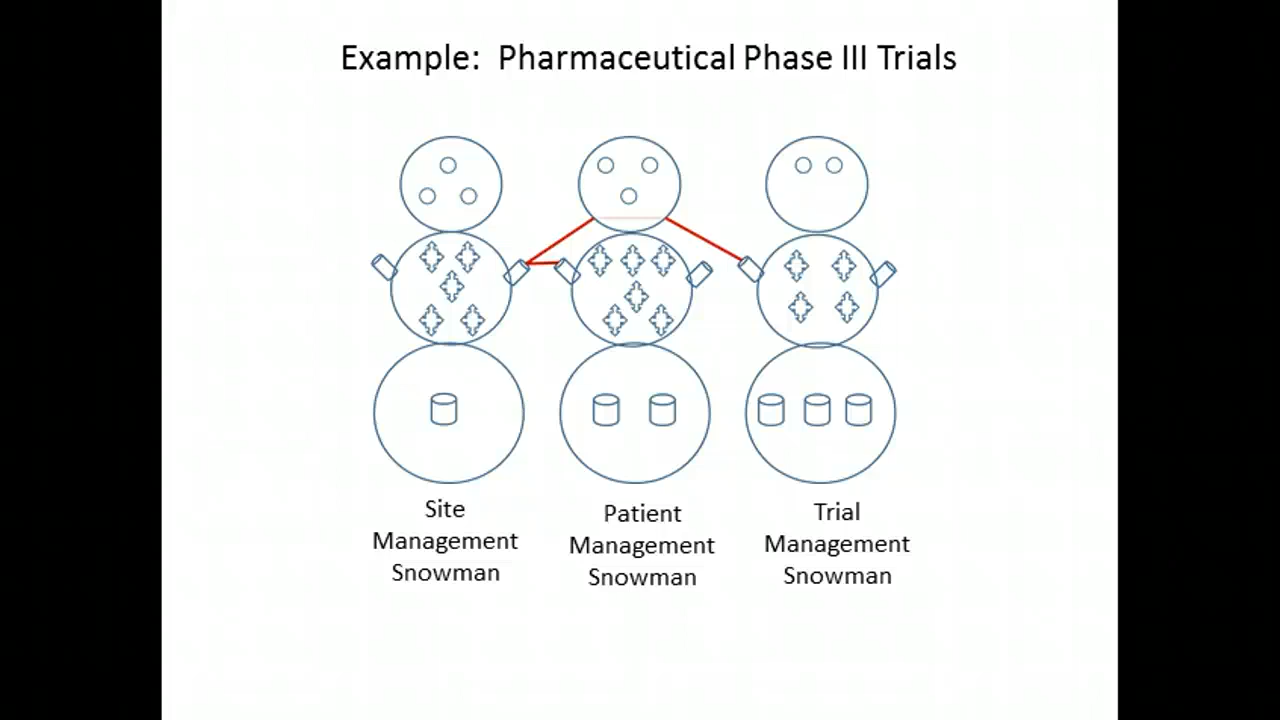 Example: Pharmaceutical Phase III Trials
Site
Management
Snowman
Patient
Management
Snowman
Trial
Management
Snowman